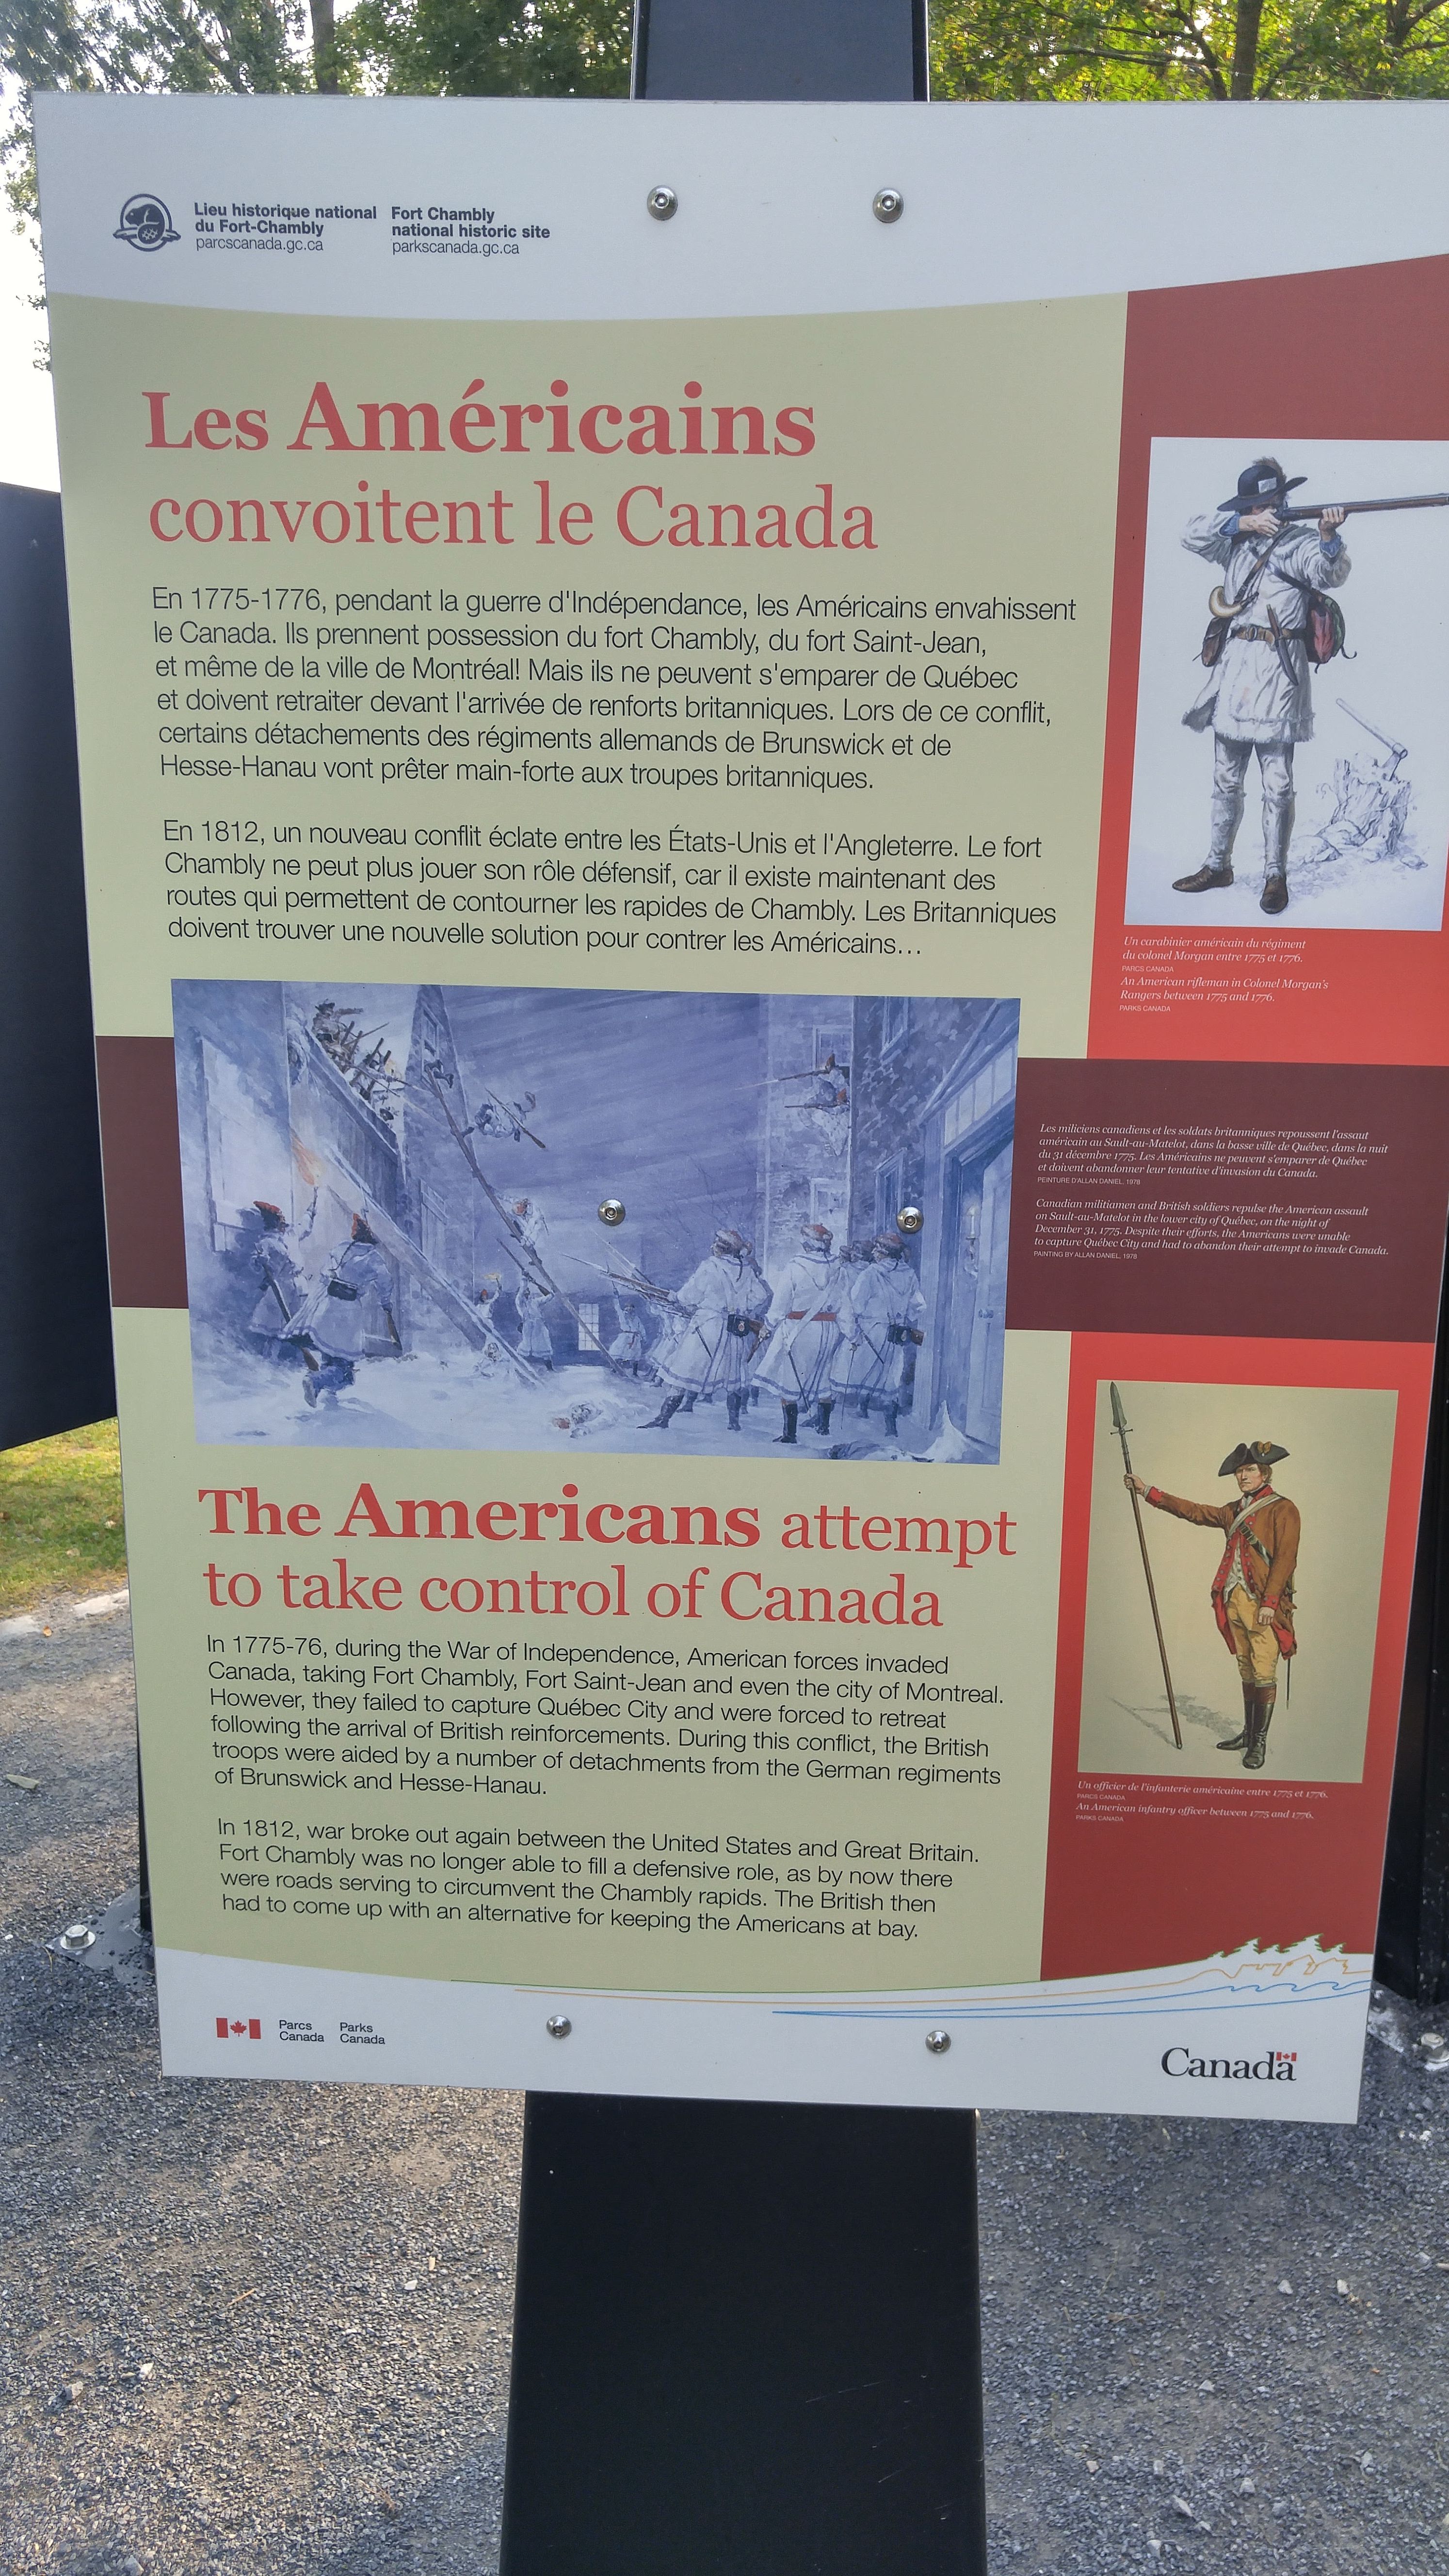 Lieu historique national
du Fort-Chambly
parcscanada.gc.ca
Fort Chambly
national historic site
parkscanada.gc.ca
Les Américains
convoitent le Canada
En 1775-1776, pendant la guerre d'Indépendance, les Américains envahissent
le Canada. Ils prennent possession du fort Chambly, du fort Saint-Jean,
et même de la ville de Montréal! Mais ils ne peuvent s'emparer de Québec
et doivent retraiter devant l'arrivée de renforts britanniques. Lors de ce conflit,
certains détachements des régiments allemands de Brunswick et de
Hesse-Hanau vont prêter main-forte aux troupes britanniques.
En 1812, un nouveau conflit éclate entre les États-Unis et l'Angleterre. Le fort
Chambly ne peut plus jouer son rôle défensif, car il existe maintenant des
routes qui permettent de contourner les rapides de Chambly. Les Britanniques
doivent trouver une nouvelle solution pour contrer les Américains...
Un carabinier américain du régiment
du colonel Morgan entre 1775 et 1776.
PARCS CANADA
An American rifleman in Colonel Morgan's
Rangers between 1775 and 1776.
PARKS CANADA
Les miliciens canadiens et les soldats britanniques repoussent l'assaut
américain au Sault-au-Matelot, dans la basse ville de Québec, dans la nuit
du 31 décembre 1775. Les Américains ne peuvent s'emparer de Québec
et doivent abandonner leur tentative d'invasion du Canada.
PEINTURE D'ALLAN DANIEL, 1978
Canadian militiamen and British soldiers repulse the American assault
on Sault-au-Matelot in the lower city of Québec, on the night of
December 31, 1775. Despite their efforts, the Americans were unable
to capture Québec City and had to abandon their attempt to invade Canada.
PAINTING BY ALLAN DANIEL, 1978
The Americans attempt
to take control of Canada
In 1775-76, during the War of Independence, American forces invaded
Canada, taking Fort Chambly, Fort Saint-Jean and even the city of Montreal.
However, they failed to capture Québec City and were forced to retreat
following the arrival of British reinforcements. During this conflict, the British
troops were aided by a number of detachments from the German regiments
of Brunswick and Hesse-Hanau.
In 1812, war broke out again between the United States and Great Britain.
Fort Chambly was no longer able to fill a defensive role, as by now there
were roads serving to circumvent the Chambly rapids. The British then
had to come up with an alternative for keeping the Americans at bay.
Un officier de l'infanterie américaine entre 1775 et 1776.
PARCS CANADA
An American infantry officer between 1775 and 1776.
PARKS CANADA
Parcs
Canada
Parks
Canada
Canada